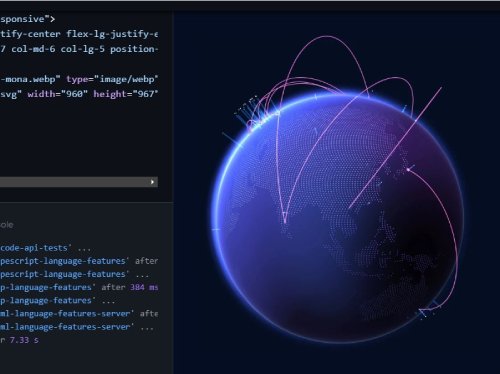 sponsive">
tify-center flex-lg-justify-e
7 col-md-6 col-lg-5 position-
-mona.webp" type="image/webp"
svg" width="960" height="967"
sole
code-api-tests' ...
pescript-language-features' after
pescript-language-features' ...
p-language-features' after 384 ms
p-language-features' ...
ml-language-features-server' afte
ml-language-features-server' ...
r 7.33 s